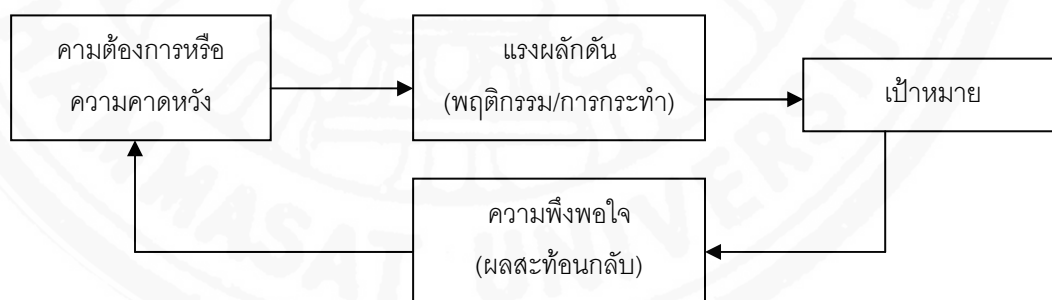 คามต้องการหรือ
ความคาดหวัง
แรงผลักดัน
(พฤติกรรม/การกระทำ)
เป้าหมาย
ความพึงพอใจ
(ผลสะท้อนกลับ)